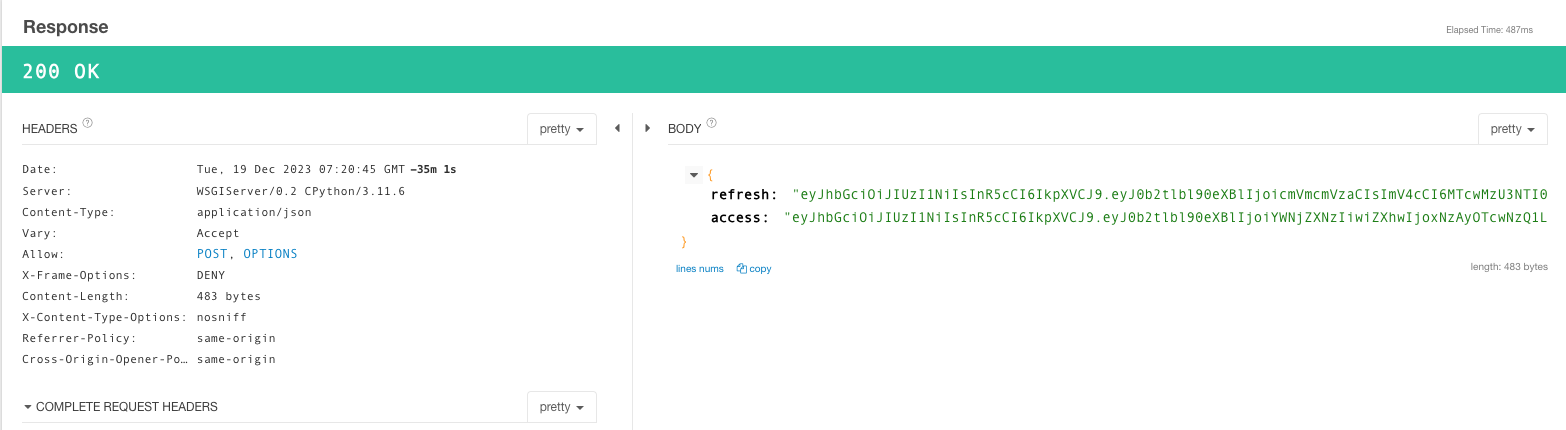 Response
Elapsed Time: 487ms
200 OK
HEADERS ?
pretty
Date: Tue, 19 Dec 2023 07:20:45 GMT −35m 1s
Server: WSGIServer/0.2 CPython/3.11.6
Content-Type: application/json
Vary: Accept
Allow: POST, OPTIONS
X-Frame-Options: DENY
Content-Length: 483 bytes
X-Content-Type-Options: nosniff
Referrer-Policy: same-origin
Cross-Origin-Opener-Po… same-origin
COMPLETE REQUEST HEADERS
pretty
BODY ?
pretty
{
refresh: "eyJhbGciOiJIUzI1NiIsInR5cCI6IkpXVCJ9.eyJ0b2tlbl90eXBlIjoicmVmcmVzaCIsImV4cCI6MTcwMzU3NTI0
access: "eyJhbGciOiJIUzI1NiIsInR5cCI6IkpXVCJ9.eyJ0b2tlbl90eXBlIjoiYWNjZXNzIiwiZXhwIjoxNzAyOTcwNzQ1L
}
lines nums copy
length: 483 bytes